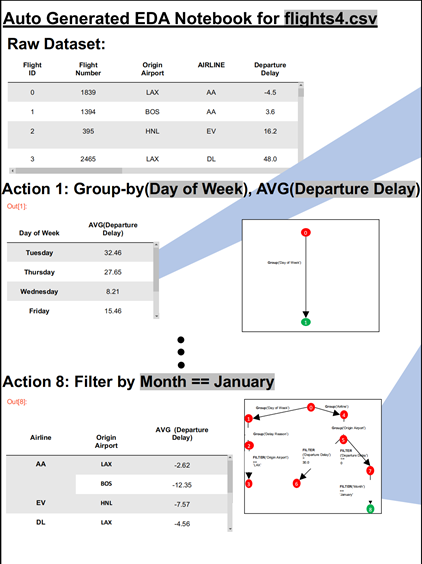 Auto Generated EDA Notebook for flights4.csv
Raw Dataset:
Flight ID Flight Number Origin Airport AIRLINE Departure Delay
0 1839 LAX AA -4.5
1 1394 BOS AA 3.6
2 395 HNL EV 16.2
3 2465 LAX DL 48.0
Action 1: Group-by(Day of Week), AVG(Departure Delay)
Out[1]:
Day of Week AVG(Departure Delay)
Tuesday 32.46
Thursday 27.65
Wednesday 8.21
Friday 15.46
0
Group('Day of Week')
1
Action 8: Filter by Month == January
Out[8]:
Airline Origin Airport AVG (Departure Delay)
AA LAX -2.62
BOS -12.35
EV HNL -7.57
DL LAX -4.56
Group('Day of Week')
0
Group('Airline')
1
4
Group('Delay Reason')
Group('Origin Airport')
2
5
FILTER('Origin Airport') == 'LAX'
FILTER ('Departure Delay')
FILTER ('Departure Delay')
3
6
7
FILTER('Month') == 'January'
8